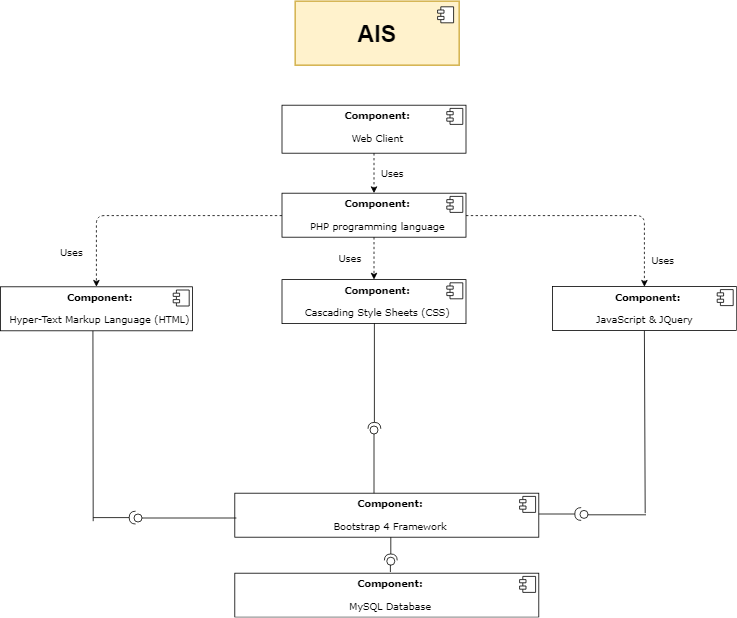 AIS
Component:
Web Client
Uses
Component:
PHP programming language
Uses
Uses
Uses
Component:
Hyper-Text Markup Language (HTML)
Component:
Cascading Style Sheets (CSS)
Component:
JavaScript & JQuery
Component:
Bootstrap 4 Framework
Component:
MySQL Database